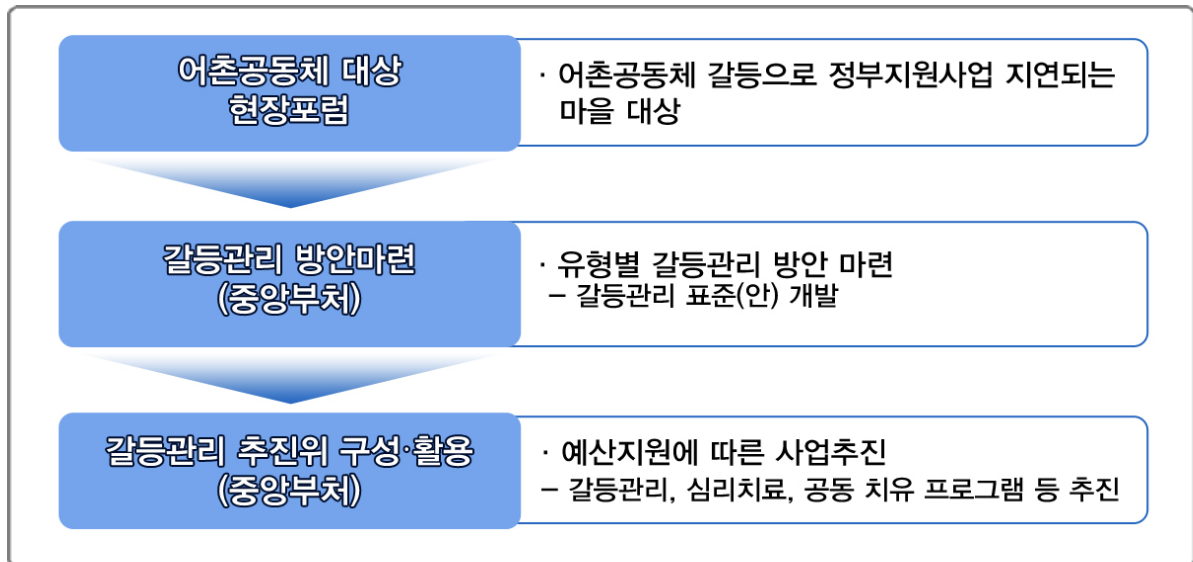 어촌공동체 대상
현장포럼
· 어촌공동체 갈등으로 정부지원사업 지연되는
마을 대상
갈등관리 방안마련
(중앙부처)
· 유형별 갈등관리 방안 마련
– 갈등관리 표준(안) 개발
갈등관리 추진위 구성·활용
(중앙부처)
· 예산지원에 따른 사업추진
– 갈등관리, 심리치료, 공동 치유 프로그램 등 추진